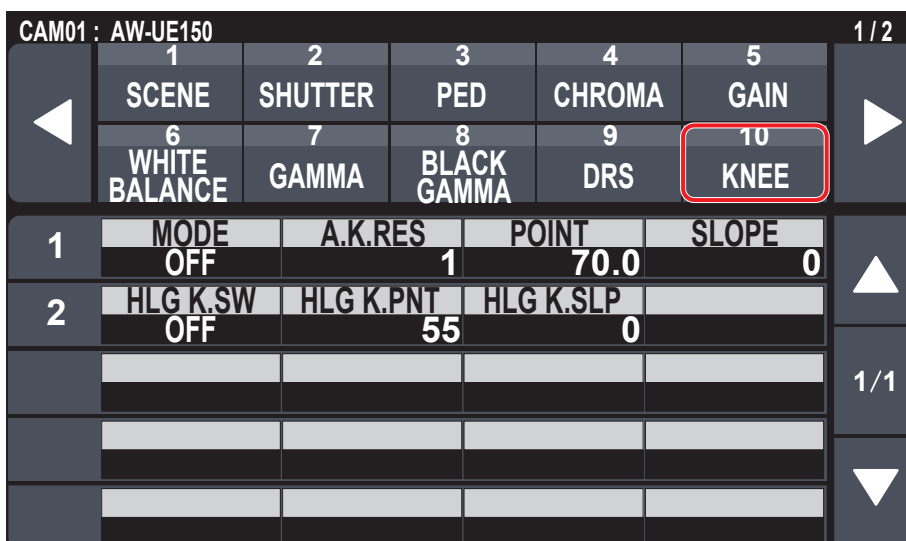 CAM01 : AW-UE150 1 / 2
1 2 3 4 5
SCENE SHUTTER PED CHROMA GAIN
6 7 8 9 10
WHITE BALANCE GAMMA BLACK GAMMA DRS KNEE
1 MODE A.K.RES POINT SLOPE
OFF 1 70.0 0
2 HLG K.SW HLG K.PNT HLG K.SLP
OFF 55 0
1/1